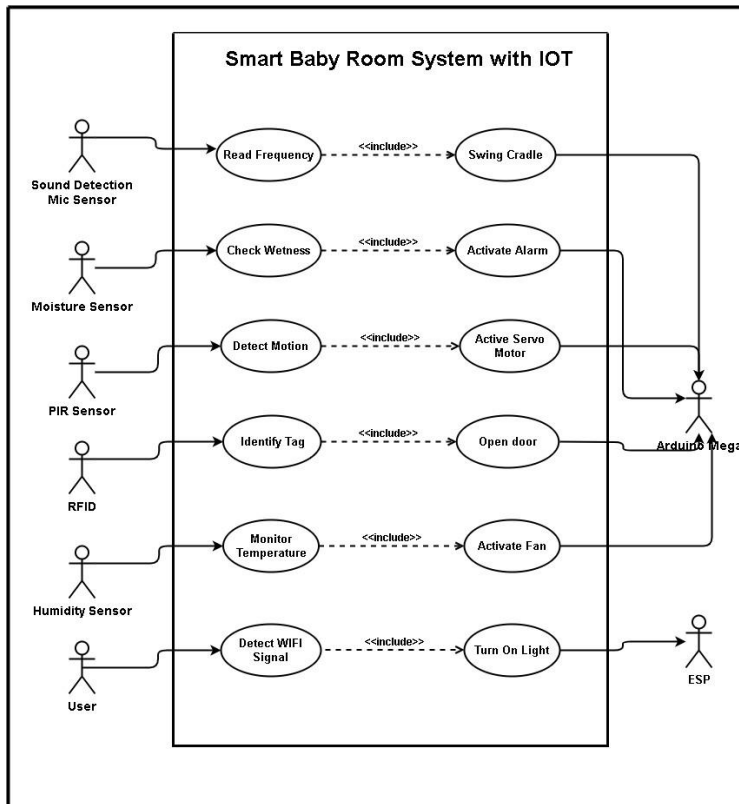 Smart Baby Room System with IOT
Sound Detection
Mic Sensor
Read Frequency
<<include>>
Swing Cradle
Moisture Sensor
Check Wetness
<<include>>
Activate Alarm
PIR Sensor
Detect Motion
<<include>>
Active Servo
Motor
Arduino Mega
RFID
Identify Tag
<<include>>
Open door
Humidity Sensor
Monitor
Temperature
<<include>>
Activate Fan
User
Detect WIFI
Signal
<<include>>
Turn On Light
ESP